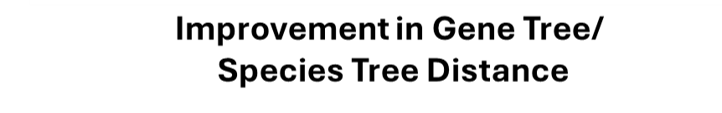 Improvement in Gene Tree/
Species Tree Distance